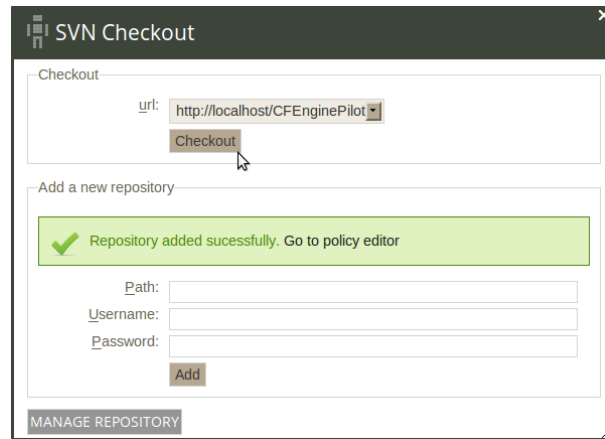 SVN Checkout
Checkout
url: http://localhost/CFEnginePilot
Checkout
Add a new repository
Repository added sucessfully. Go to policy editor
Path:
Username:
Password:
Add
MANAGE REPOSITORY